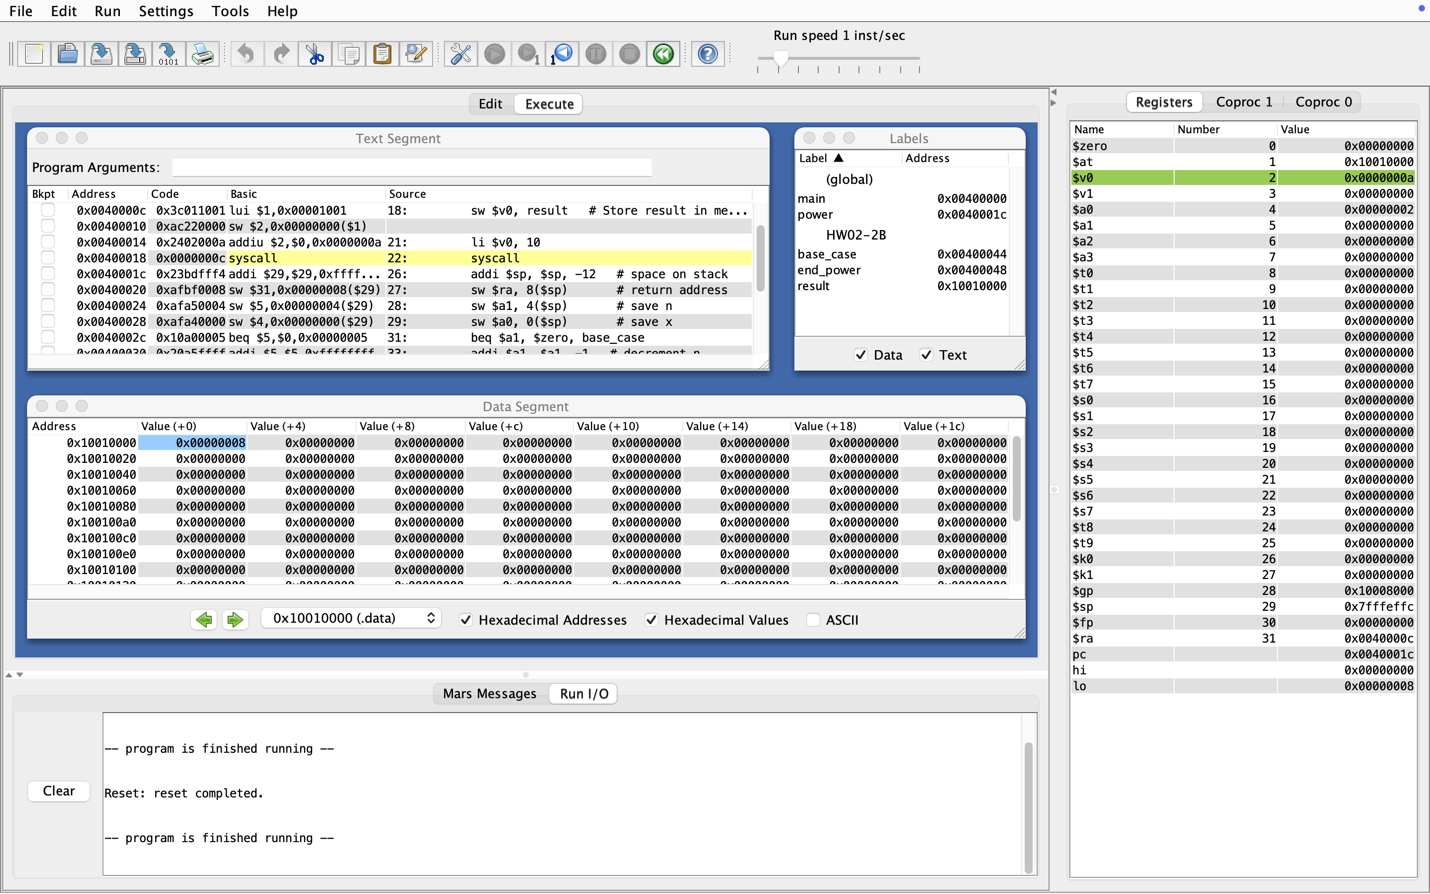 File Edit Run Settings Tools Help
Run speed 1 inst/sec
Edit Execute
Text Segment
Program Arguments:
Bkpt Address Code Basic Source
0x0040000c 0x3c011001 lui $1,0x00001001 18: sw $v0, result # Store result in me...
0x00400010 0xac220000 sw $2,0x00000000($1)
0x00400014 0x2402000a addiu $2,$0,0x0000000a 21: li $v0, 10
0x00400018 0x0000000c syscall 22: syscall
0x0040001c 0x23bdfff4 addi $29,$29,0xffff... 26: addi $sp, $sp, -12 # space on stack
0x00400020 0xafbf0008 sw $31,0x00000008($29) 27: sw $ra, 8($sp) # return address
0x00400024 0xafa50004 sw $5,0x00000004($29) 28: sw $a1, 4($sp) # save n
0x00400028 0xafa40000 sw $4,0x00000000($29) 29: sw $a0, 0($sp) # save x
0x0040002c 0x10a00005 beq $5,$0,0x00000005 31: beq $a1, $zero, base_case
0x00400030 0x20a5ffff addi $5,$5,0xffffffff 33: addi $a1, $a1, -1 # decrement n
Labels
Label ▲ Address
(global)
main 0x00400000
power 0x0040001c
HW02-2B
base_case 0x00400044
end_power 0x00400048
result 0x10010000
Data Text
Data Segment
Address Value (+0) Value (+4) Value (+8) Value (+c) Value (+10) Value (+14) Value (+18) Value (+1c)
0x10010000 0x00000008 0x00000000 0x00000000 0x00000000 0x00000000 0x00000000 0x00000000 0x00000000
0x10010020 0x00000000 0x00000000 0x00000000 0x00000000 0x00000000 0x00000000 0x00000000 0x00000000
0x10010040 0x00000000 0x00000000 0x00000000 0x00000000 0x00000000 0x00000000 0x00000000 0x00000000
0x10010060 0x00000000 0x00000000 0x00000000 0x00000000 0x00000000 0x00000000 0x00000000 0x00000000
0x10010080 0x00000000 0x00000000 0x00000000 0x00000000 0x00000000 0x00000000 0x00000000 0x00000000
0x100100a0 0x00000000 0x00000000 0x00000000 0x00000000 0x00000000 0x00000000 0x00000000 0x00000000
0x100100c0 0x00000000 0x00000000 0x00000000 0x00000000 0x00000000 0x00000000 0x00000000 0x00000000
0x100100e0 0x00000000 0x00000000 0x00000000 0x00000000 0x00000000 0x00000000 0x00000000 0x00000000
0x10010100 0x00000000 0x00000000 0x00000000 0x00000000 0x00000000 0x00000000 0x00000000 0x00000000
0x10010000 (.data) Hexadecimal Addresses Hexadecimal Values ASCII
Mars Messages Run I/O
Clear
-- program is finished running --
Reset: reset completed.
-- program is finished running --
Registers Coproc 1 Coproc 0
Name Number Value
$zero 0 0x00000000
$at 1 0x10010000
$v0 2 0x0000000a
$v1 3 0x00000000
$a0 4 0x00000002
$a1 5 0x00000000
$a2 6 0x00000000
$a3 7 0x00000000
$t0 8 0x00000000
$t1 9 0x00000000
$t2 10 0x00000000
$t3 11 0x00000000
$t4 12 0x00000000
$t5 13 0x00000000
$t6 14 0x00000000
$t7 15 0x00000000
$s0 16 0x00000000
$s1 17 0x00000000
$s2 18 0x00000000
$s3 19 0x00000000
$s4 20 0x00000000
$s5 21 0x00000000
$s6 22 0x00000000
$s7 23 0x00000000
$t8 24 0x00000000
$t9 25 0x00000000
$k0 26 0x00000000
$k1 27 0x00000000
$gp 28 0x10008000
$sp 29 0x7fffeffc
$fp 30 0x00000000
$ra 31 0x0040000c
pc 0x0040001c
hi 0x00000000
lo 0x00000008